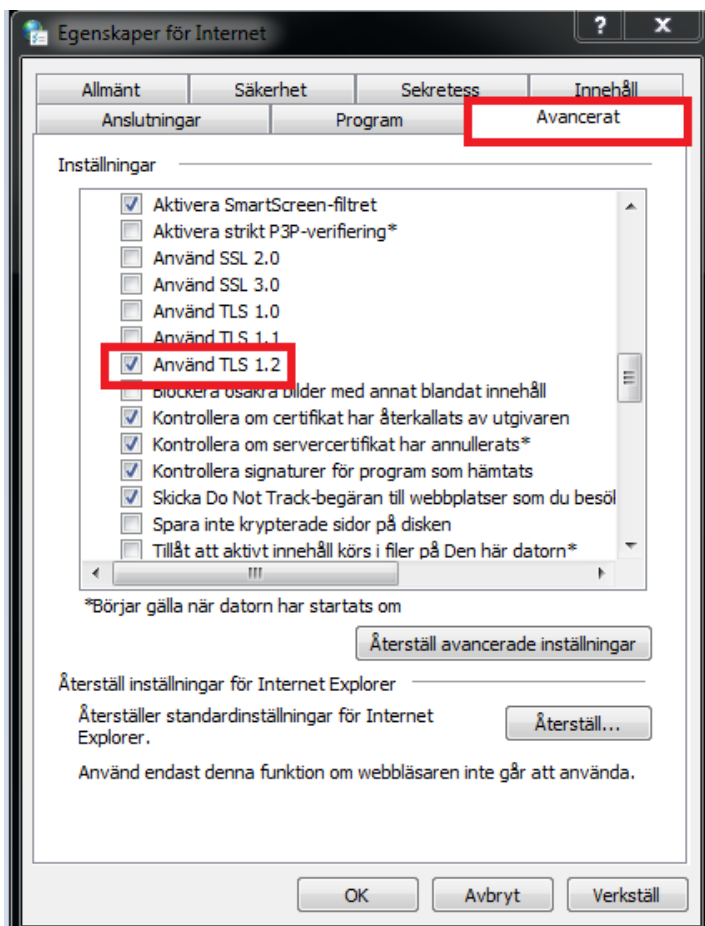 Egenskaper för Internet
? x
Allmänt Säkerhet Sekretess Innehåll
Anslutningar Program Avancerat
Inställningar
Aktivera SmartScreen-filtret
Aktivera strikt P3P-verifiering*
Använd SSL 2.0
Använd SSL 3.0
Använd TLS 1.0
Använd TLS 1.1
Använd TLS 1.2
Blockera osäkra bilder med annat blandat innehåll
Kontrollera om certifikat har återkallats av utgivaren
Kontrollera om servercertifikat har annullerats*
Kontrollera signaturer för program som hämtats
Skicka Do Not Track-begäran till webbplatser som du besöl
Spara inte krypterade sidor på disken
Tillåt att aktivt innehåll körs i filer på Den här datorn*
*Börjar gälla när datorn har startats om
Återställ avancerade inställningar
Återställ inställningar för Internet Explorer
Återställer standardinställningar för Internet
Explorer.
Återställ...
Använd endast denna funktion om webbläsaren inte går att använda.
OK Avbryt Verkställ